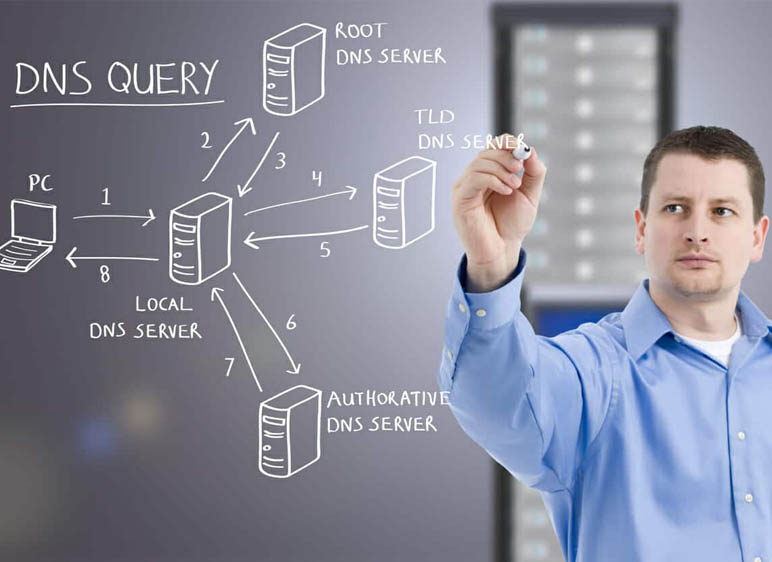 DNS QUERY
ROOT
DNS SERVER
TLD
DNS SERVER
PC
1
2
3
4
5
8
LOCAL
DNS SERVER
6
7
AUTHORATIVE
DNS SERVER